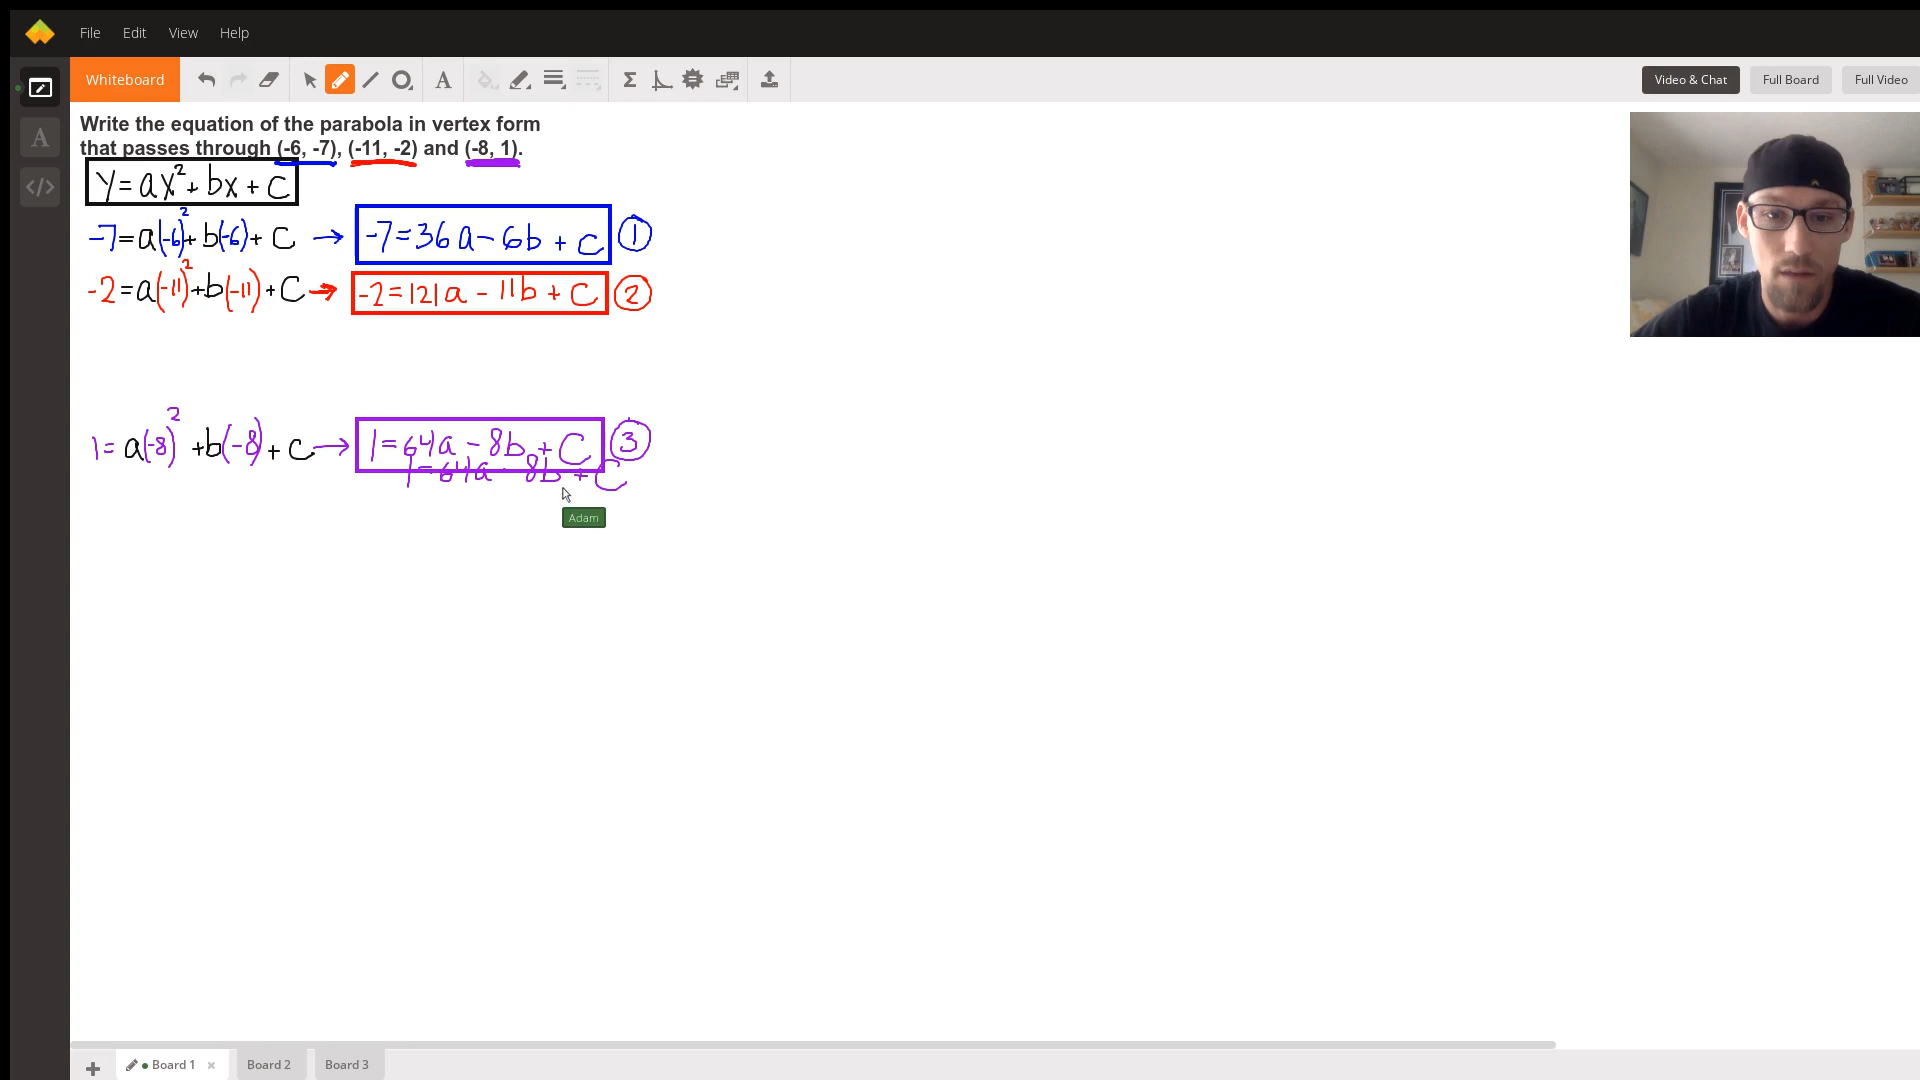 File Edit View Help
Whiteboard
Video & Chat Full Board Full Video
Write the equation of the parabola in vertex form
that passes through (-6, -7), (-11, -2) and (-8, 1).
y = ax² + bx + c
-7 = a(-6)² + b(-6) + c → -7 = 36a - 6b + c ①
-2 = a(-11)² + b(-11) + c → -2 = 121a - 11b + c ②
1 = a(-8)² + b(-8) + c → 1 = 64a - 8b + c ③
1 = 64a - 8b + c
Adam
Board 1 Board 2 Board 3